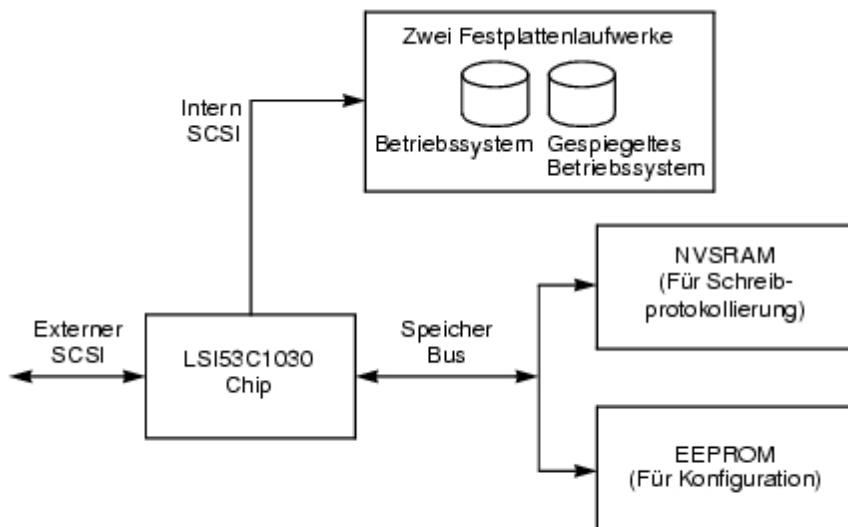 Zwei Festplattenlaufwerke
Intern
SCSI
Betriebssystem
Gespiegeltes
Betriebssystem
NVSRAM
(Für Schreib-
protokollierung)
Externer
SCSI
LSI53C1030
Chip
Speicher
Bus
EEPROM
(Für Konfiguration)